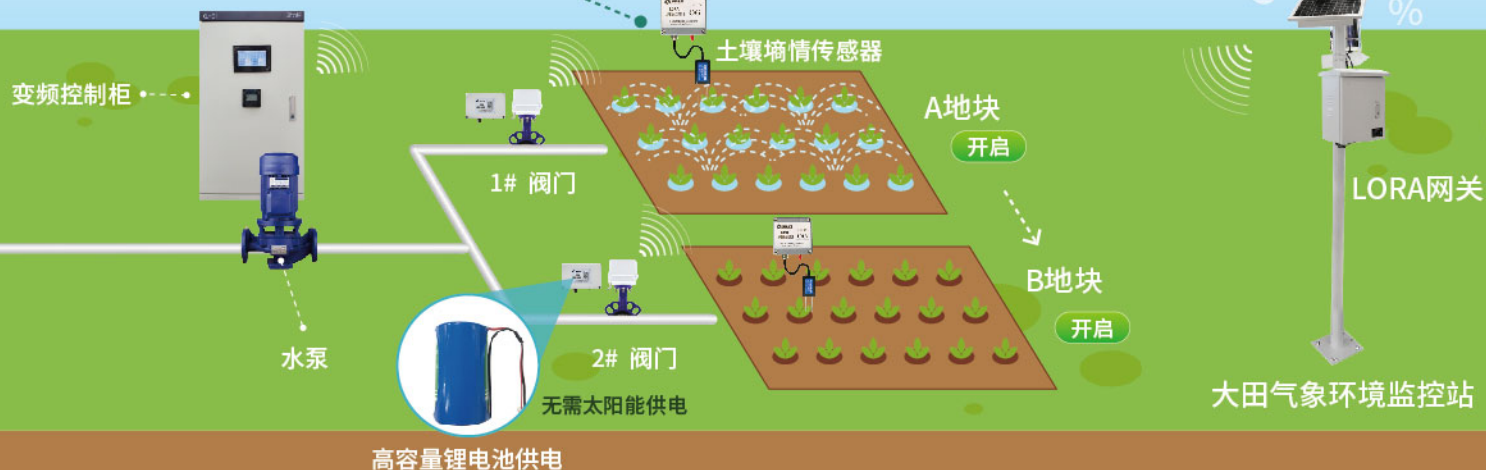 %
土壤墒情传感器
变频控制柜
A地块
开启
1# 阀门
LORA网关
B地块
开启
水泵
2# 阀门
无需太阳能供电
大田气象环境监控站
高容量锂电池供电